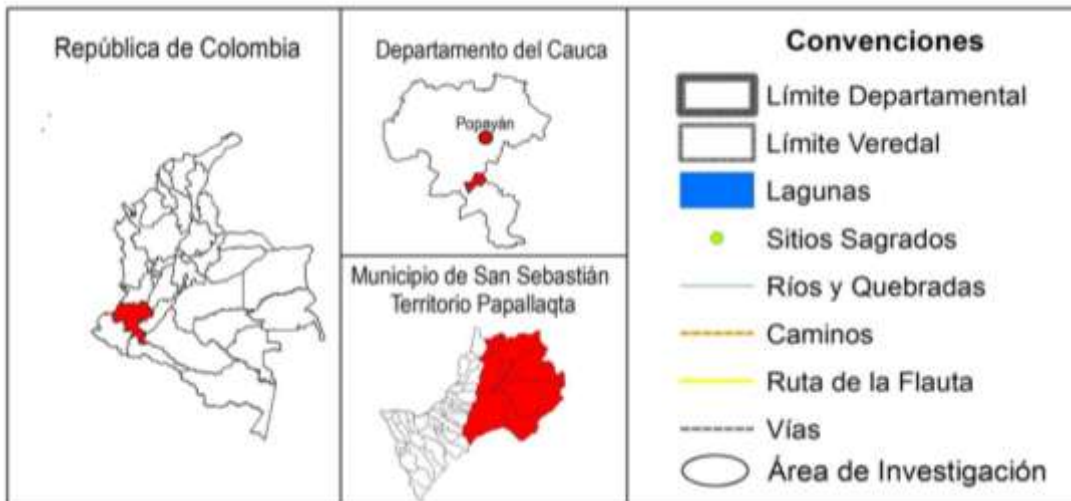 República de Colombia
Departamento del Cauca
Popayán
Municipio de San Sebastián
Territorio Papallaqta
Convenciones
Límite Departamental
Límite Veredal
Lagunas
Sitios Sagrados
Ríos y Quebradas
Caminos
Ruta de la Flauta
Vías
Área de Investigación